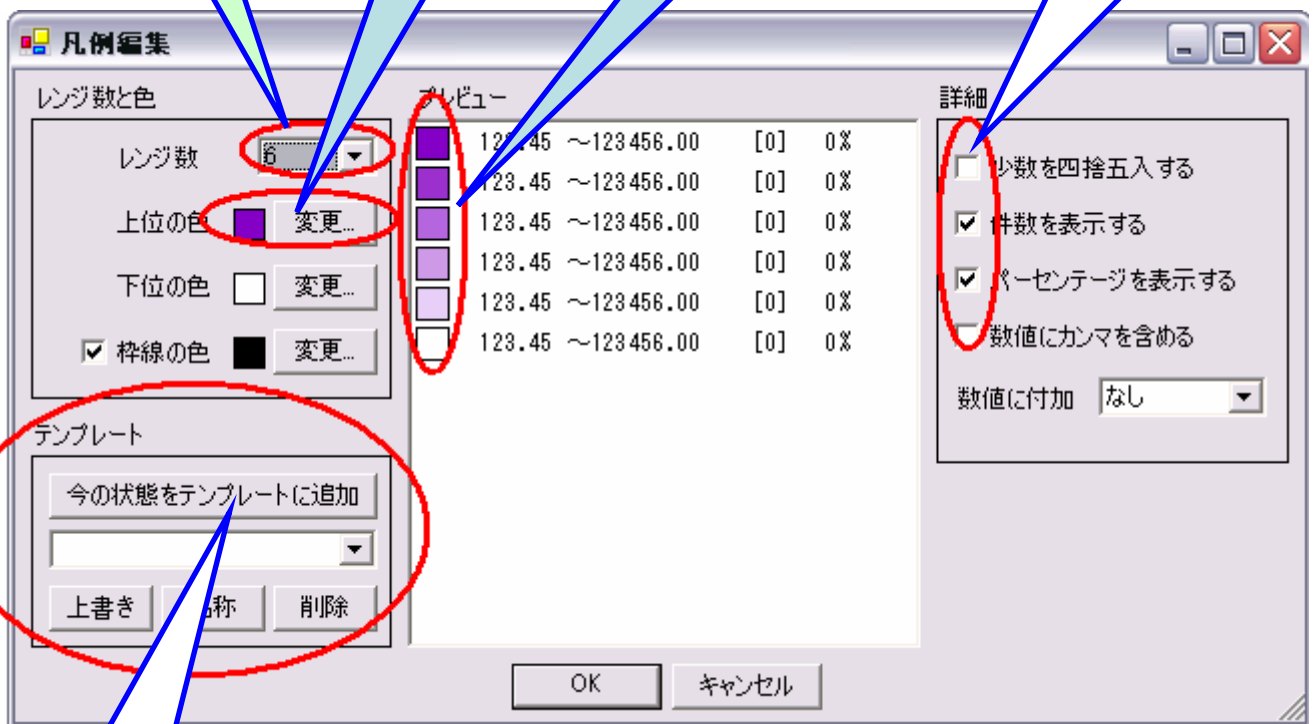 凡例編集
レンジ数と色
レンジ数 6
上位の色 変更...
下位の色 変更...
枠線の色 変更...
テンプレート
今の状態をテンプレートに追加
上書き 称 削除
プレビュー
123.45 ～123456.00 [0] 0%
123.45 ～123456.00 [0] 0%
123.45 ～123456.00 [0] 0%
123.45 ～123456.00 [0] 0%
123.45 ～123456.00 [0] 0%
123.45 ～123456.00 [0] 0%
詳細
少数を四捨五入する
件数を表示する
パーセンテージを表示する
数値にカンマを含める
数値に付加 なし
OK キャンセル